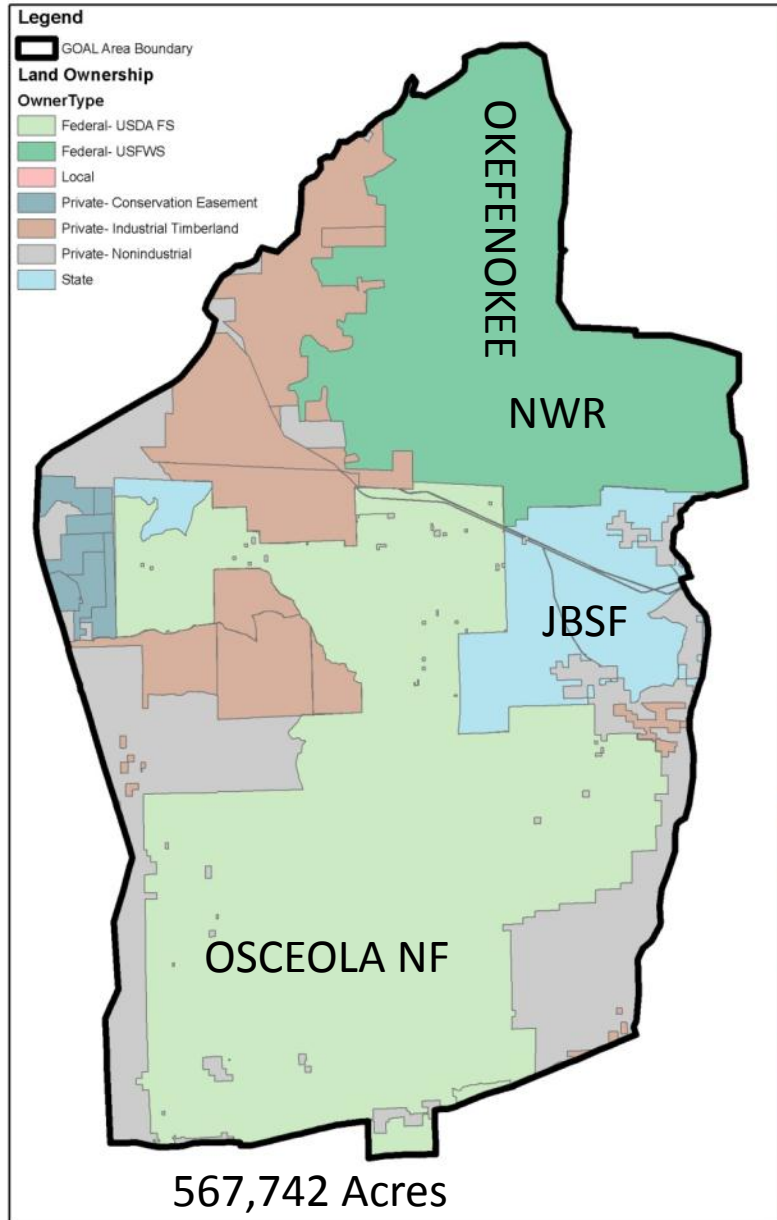 Legend
GOAL Area Boundary
Land Ownership
OwnerType
Federal- USDA FS
Federal- USFWS
Local
Private- Conservation Easement
Private- Industrial Timberland
Private- Nonindustrial
State
OKEFENOKEE
NWR
JBSF
OSCEOLA NF
567,742 Acres